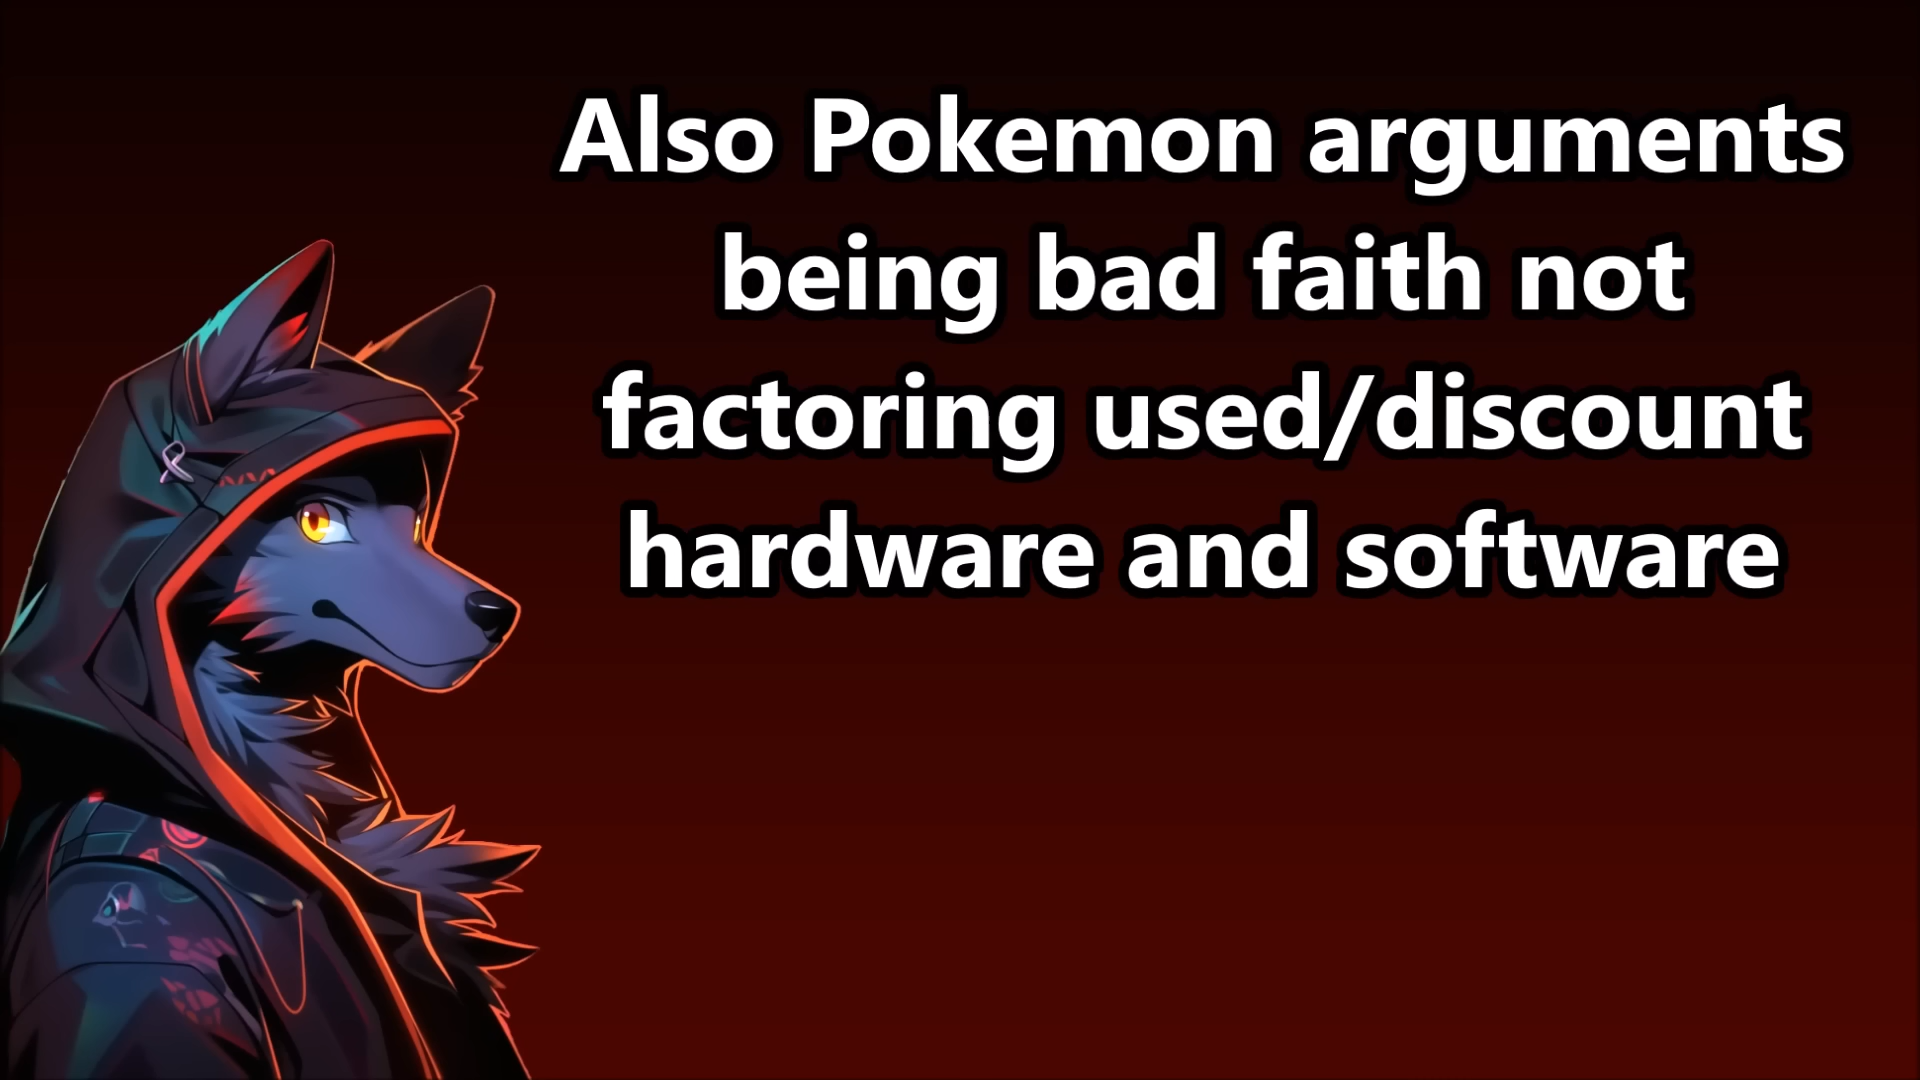 Also Pokemon arguments
being bad faith not
factoring used/discount
hardware and software